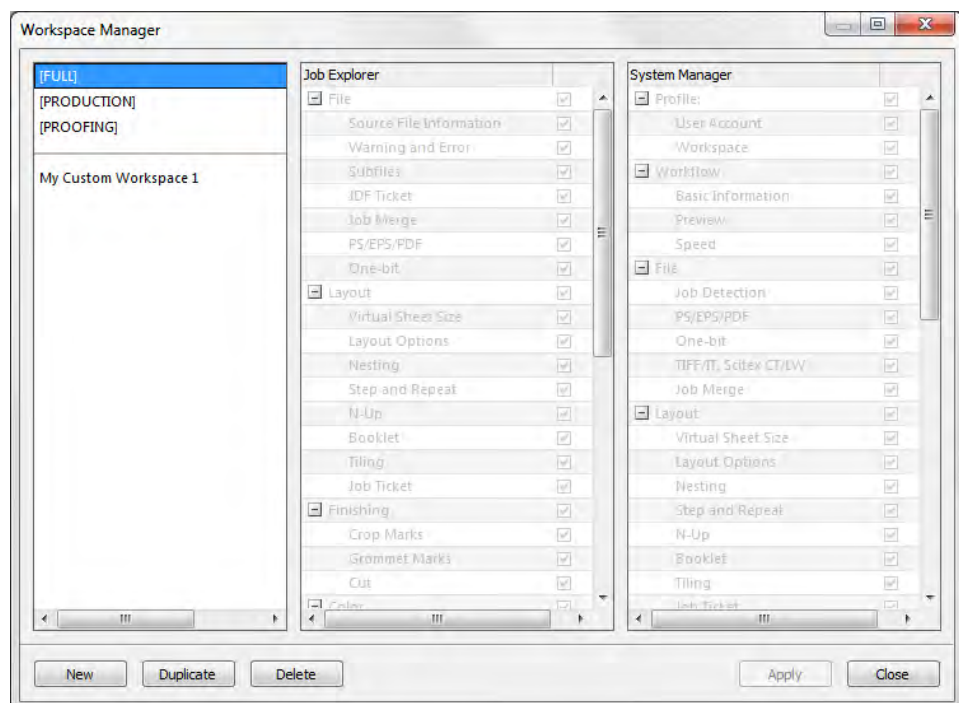 Workspace Manager
[FULL]
[PRODUCTION]
[PROOFING]
My Custom Workspace 1
Job Explorer
File
Source File Information
Warning and Error
Subfiles
JDF Ticket
Job Merge
PS/EPS/PDF
One-bit
Layout
Virtual Sheet Size
Layout Options
Nesting
Step and Repeat
N-Up
Booklet
Tiling
Job Ticket
Finishing
Crop Marks
Grommet Marks
Cut
Color
System Manager
Profile:
User Account
Workspace
Workflow
Basic Information
Preview
Speed
File
Job Detection
PS/EPS/PDF
One-bit
TIFF/IT, Scitex CT/LW
Job Merge
Layout
Virtual Sheet Size
Layout Options
Nesting
Step and Repeat
N-Up
Booklet
Tiling
Job Ticket
New
Duplicate
Delete
Apply
Close